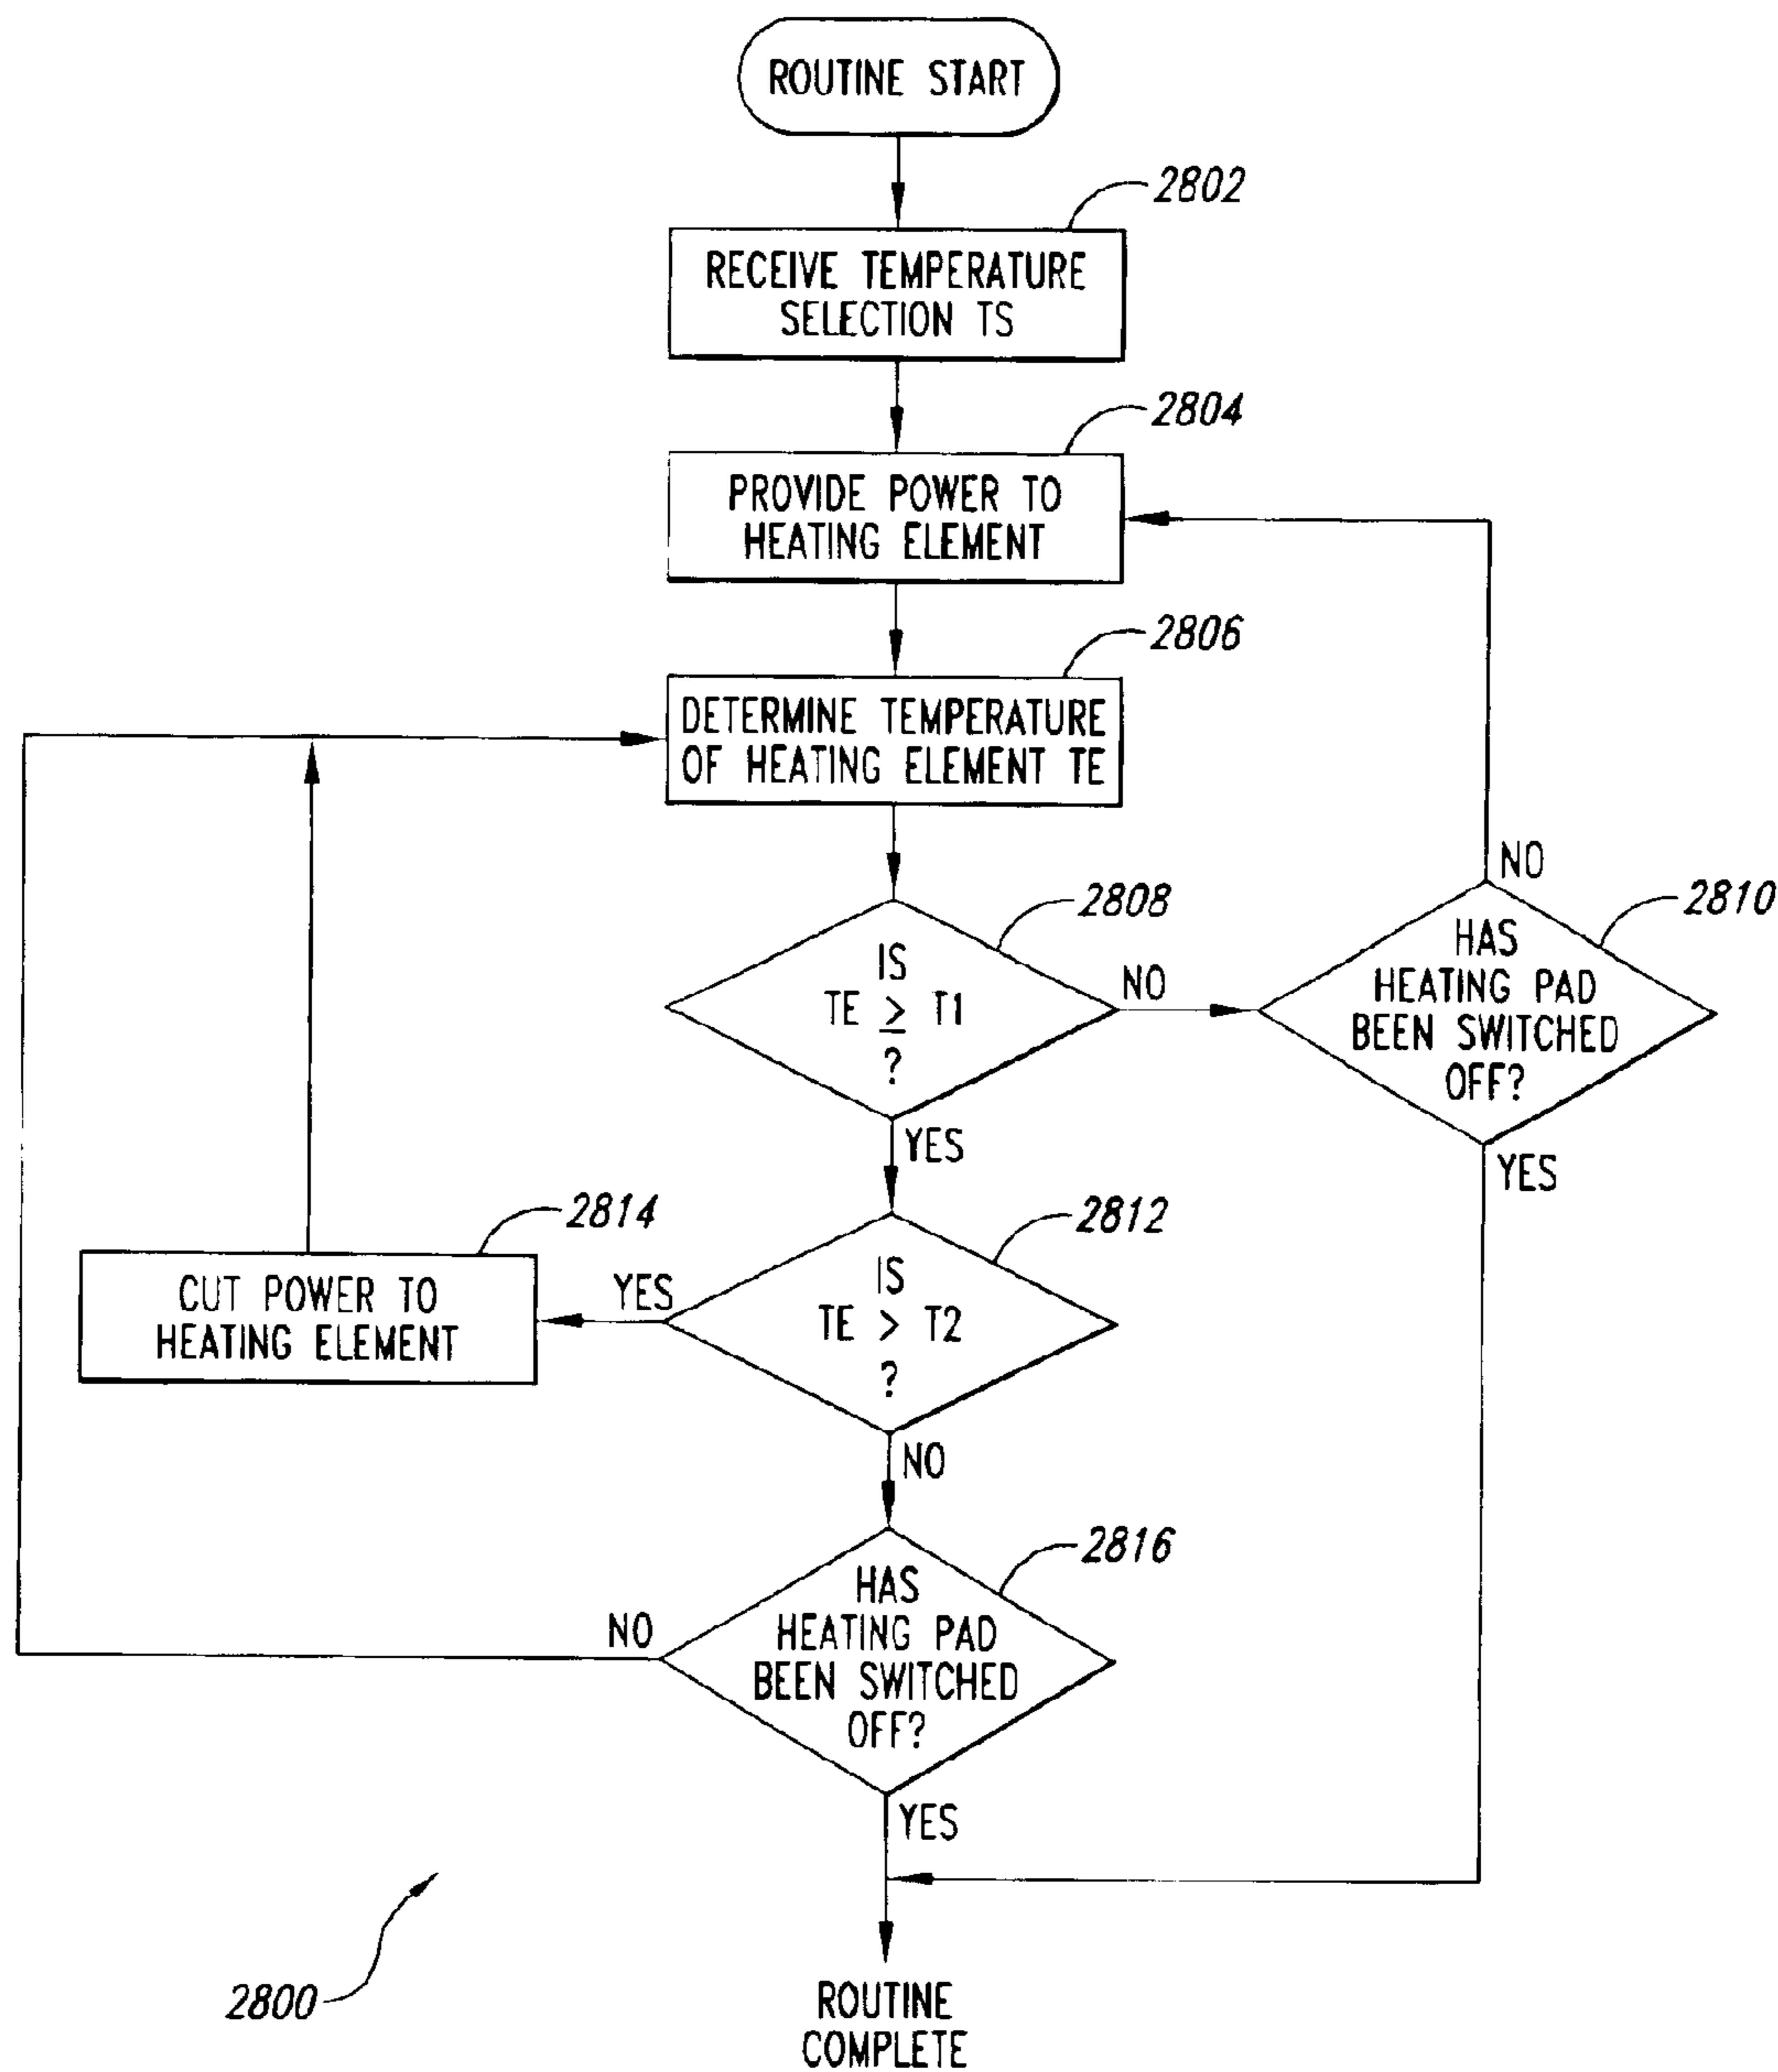 ROUTINE START
2802
RECEIVE TEMPERATURE
SELECTION TS
2804
PROVIDE POWER TO
HEATING ELEMENT
2806
DETERMINE TEMPERATURE
OF HEATING ELEMENT TE
2808
IS
TE ≥ T1
?
NO
YES
2810
HAS
HEATING PAD
BEEN SWITCHED
OFF?
NO
YES
2812
IS
TE > T2
?
YES
NO
2814
CUT POWER TO
HEATING ELEMENT
2816
HAS
HEATING PAD
BEEN SWITCHED
OFF?
NO
YES
2800
ROUTINE
COMPLETE